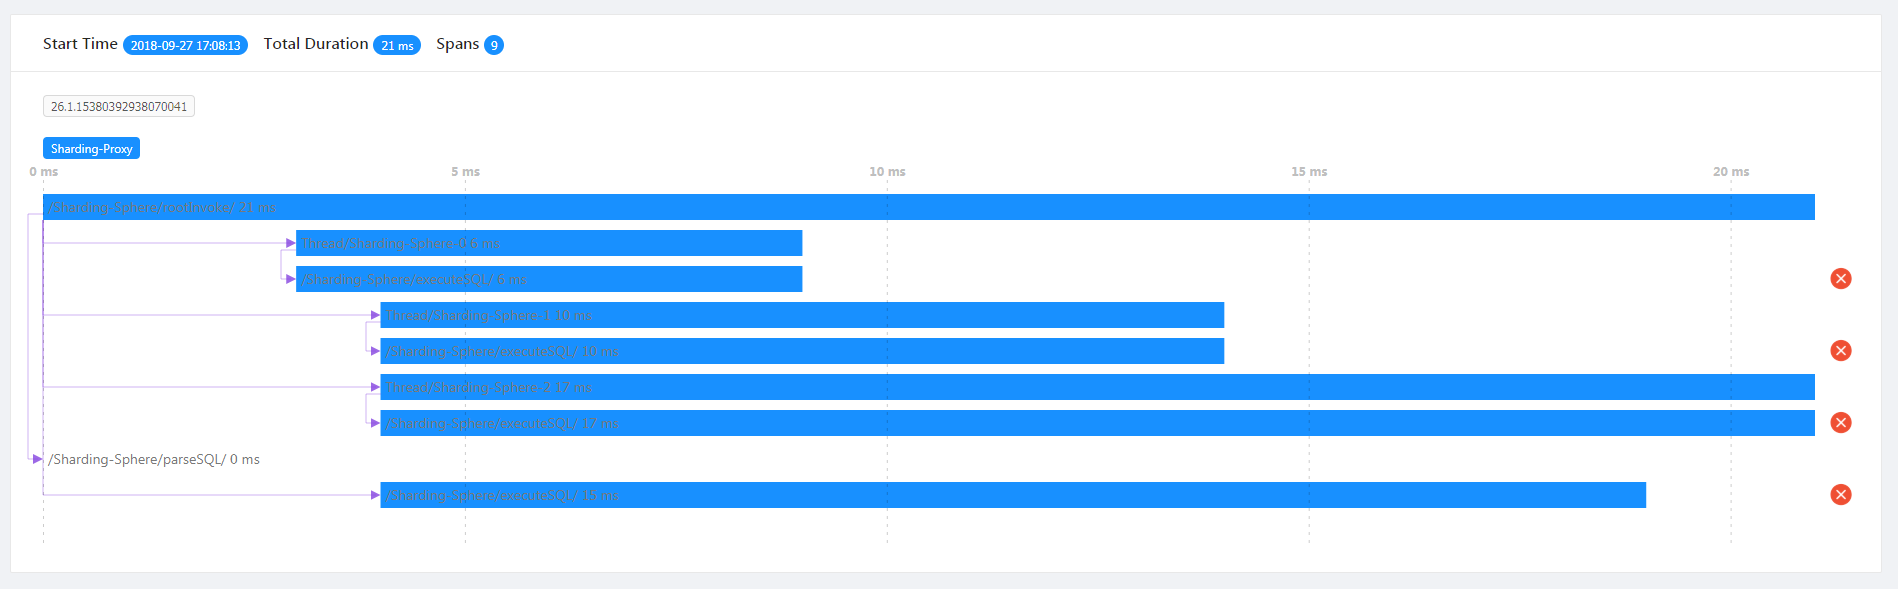 Start Time 2018-09-27 17:08:13 Total Duration 21 ms Spans 9
26.1.15380392938070041
Sharding-Proxy
0 ms 5 ms 10 ms 15 ms 20 ms
/Sharding-Sphere/rootInvoke/ 21 ms
Thread/Sharding-Sphere-0 6 ms
/Sharding-Sphere/executeSQL/ 6 ms
Thread/Sharding-Sphere-1 10 ms
/Sharding-Sphere/executeSQL/ 10 ms
Thread/Sharding-Sphere-2 17 ms
/Sharding-Sphere/executeSQL/ 17 ms
/Sharding-Sphere/parseSQL/ 0 ms
/Sharding-Sphere/executeSQL/ 15 ms